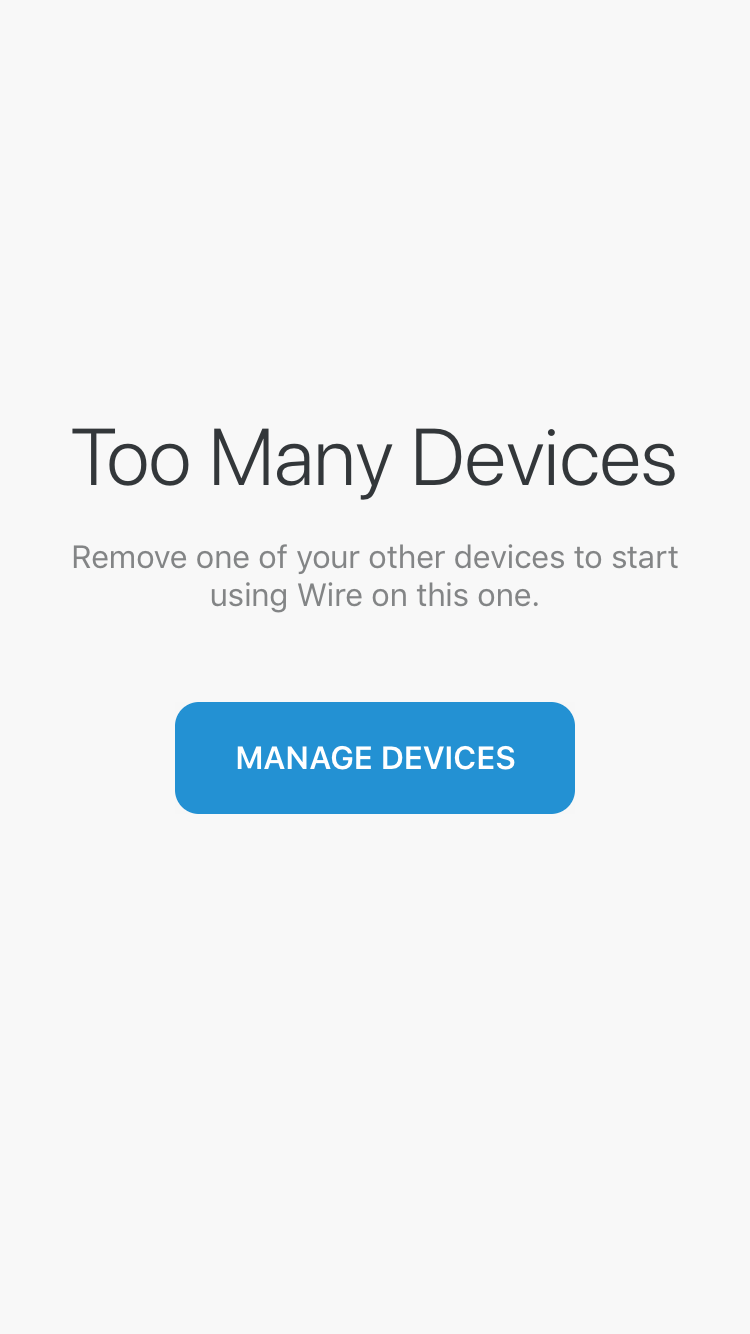 Too Many Devices
Remove one of your other devices to start
using Wire on this one.
MANAGE DEVICES